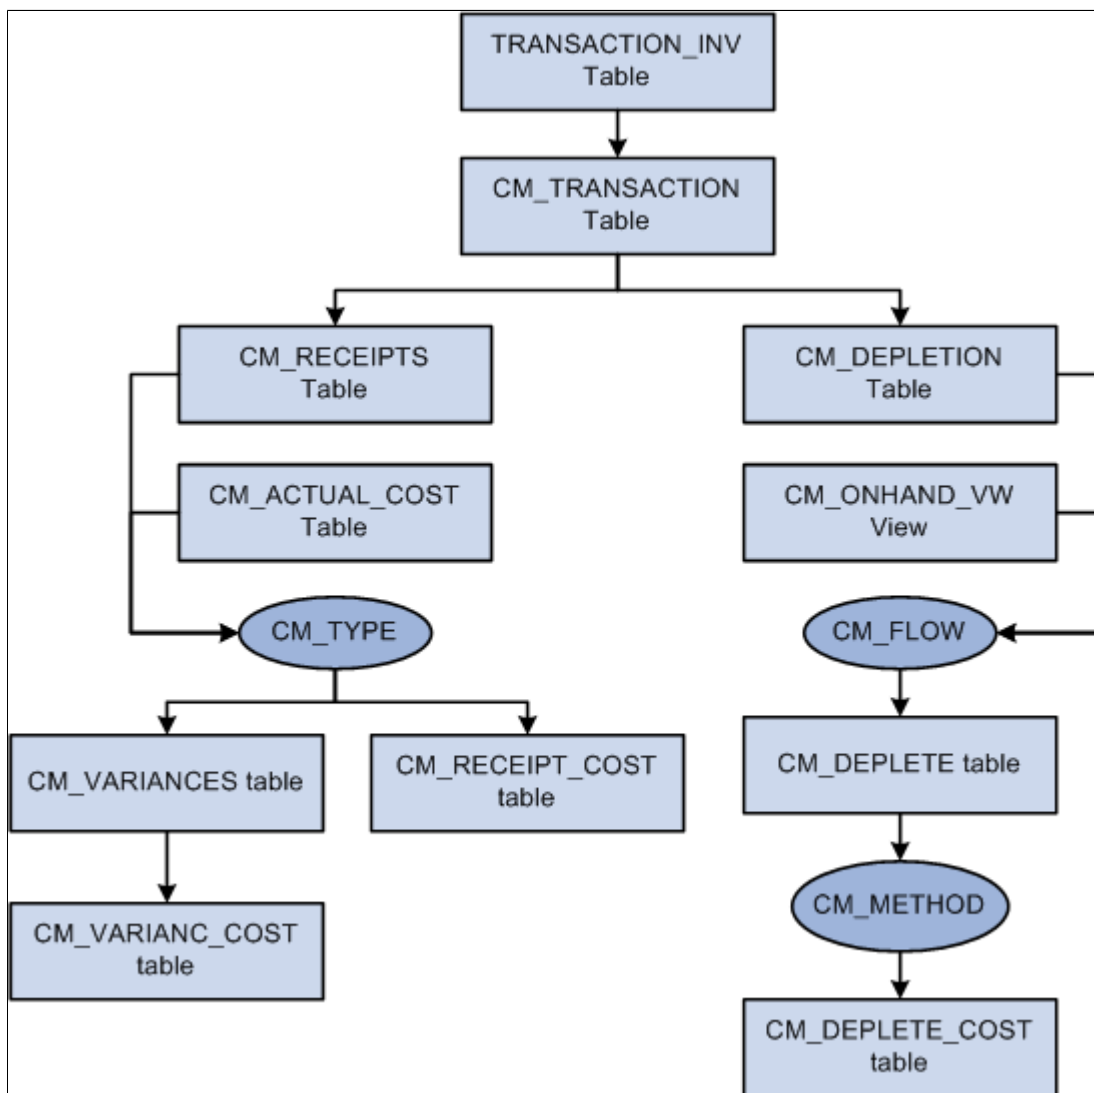 TRANSACTION_INV
Table
CM_TRANSACTION
Table
CM_RECEIPTS
Table
CM_DEPLETION
Table
CM_ACTUAL_COST
Table
CM_ONHAND_VW
View
CM_TYPE
CM_FLOW
CM_VARIANCES table
CM_RECEIPT_COST
table
CM_DEPLETE table
CM_METHOD
CM_VARIANC_COST
table
CM_DEPLETE_COST
table